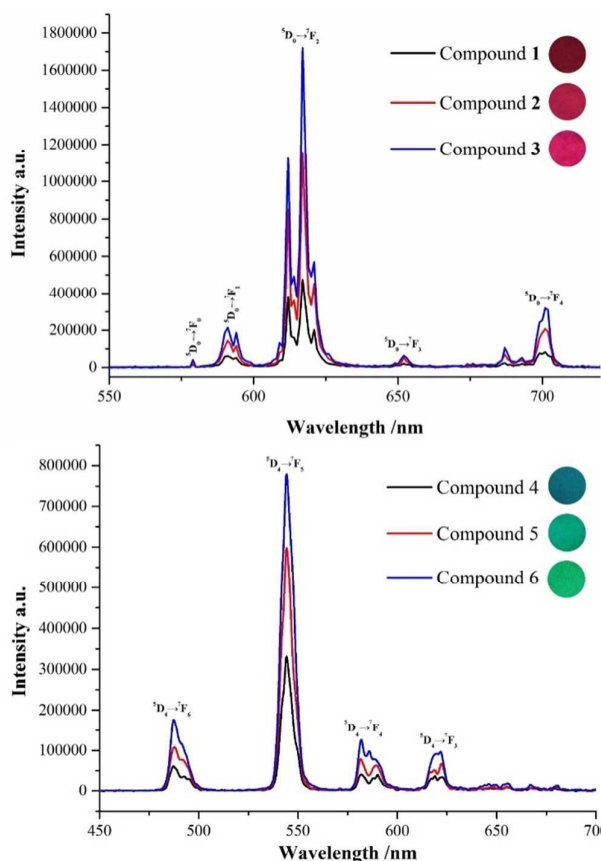 ⁵D₀→⁷F₂
1800000
1600000
1400000
1200000
1000000
800000
600000
400000
200000
0
Intensity a.u.
Compound 1
Compound 2
Compound 3
⁵D₀→⁷F₀
⁵D₀→⁷F₁
⁵D₀→⁷F₃
⁵D₀→⁷F₄
550 600 650 700
Wavelength /nm
⁵D₄→⁷F₅
800000
700000
600000
500000
400000
300000
200000
100000
0
Intensity a.u.
Compound 4
Compound 5
Compound 6
⁵D₄→⁷F₆
⁵D₄→⁷F₄
⁵D₄→⁷F₃
450 500 550 600 650 700
Wavelength /nm